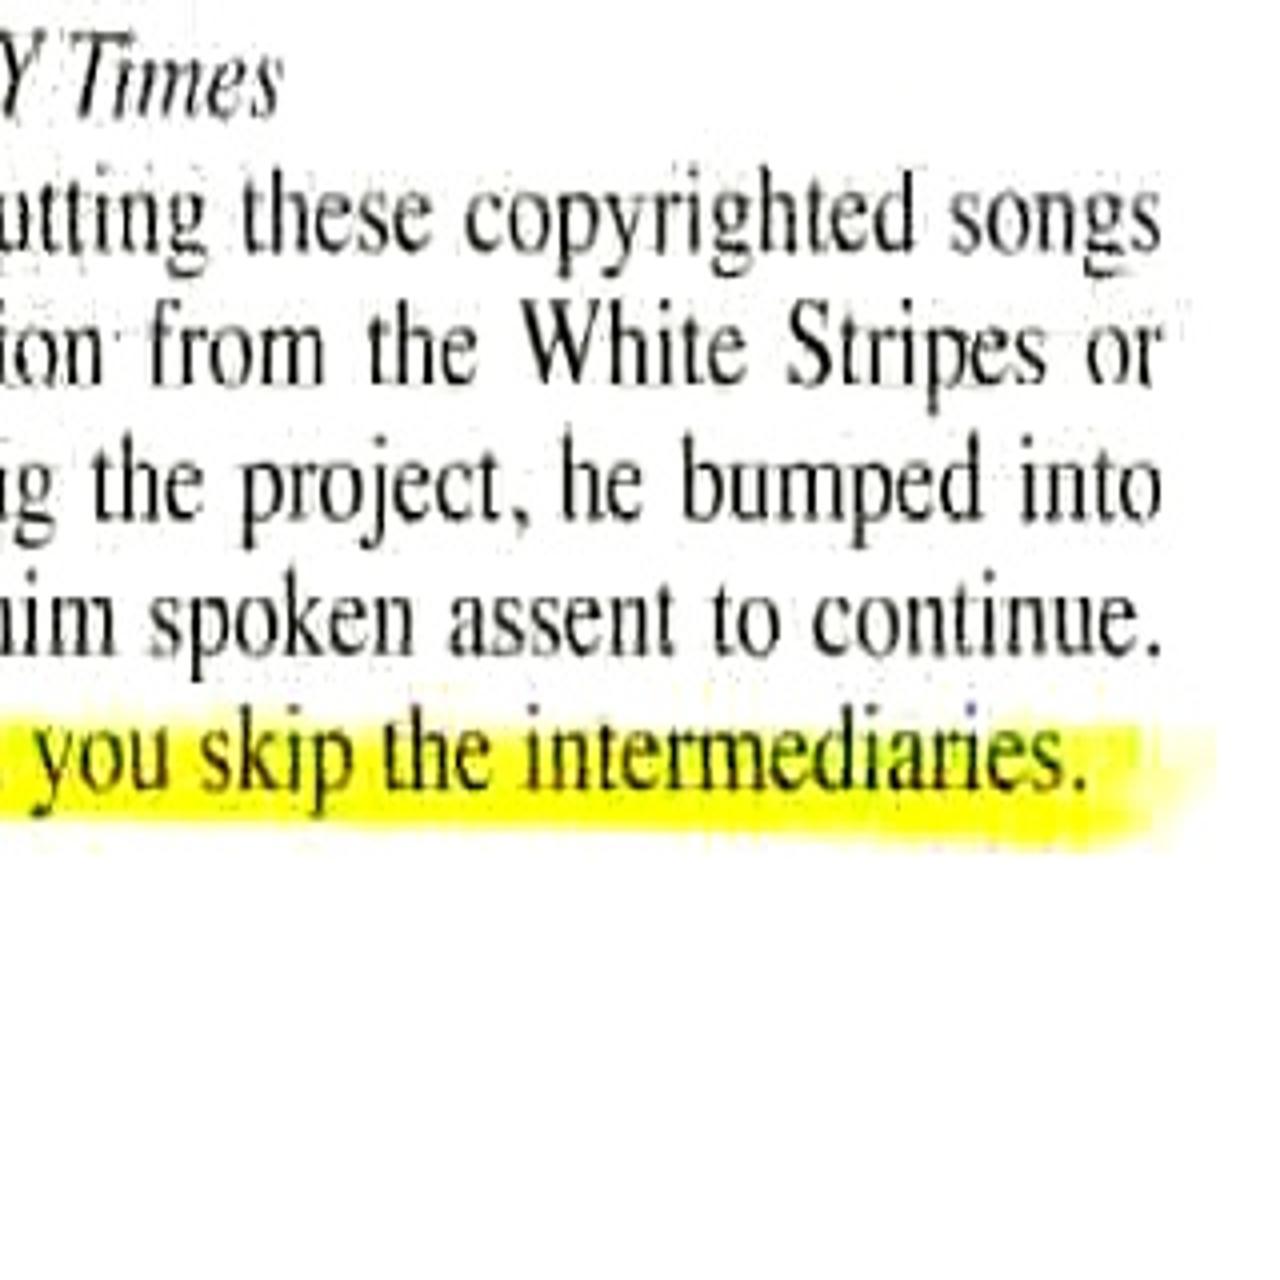 Y Times
utting these copyrighted songs
ion from the White Stripes or
ng the project, he bumped into
him spoken assent to continue.
you skip the intermediaries.